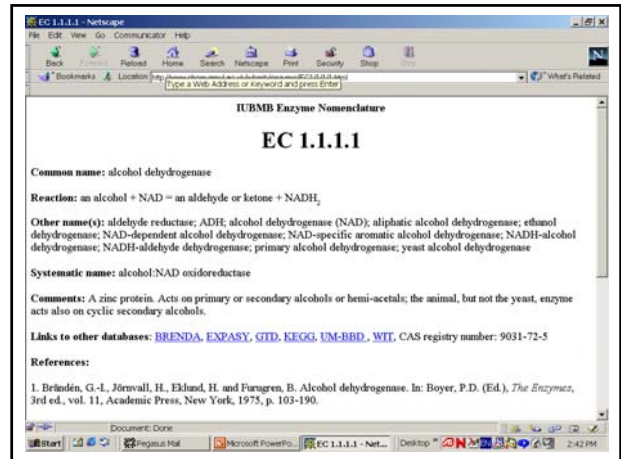 EC 1.1.1.1 - Netscape
File Edit View Go Communicator Help
Back Forward Reload Home Search Netscape Print Security Shop Stop
Bookmarks Location: What's Related
Type a Web Address or Keyword and press Enter
IUBMB Enzyme Nomenclature
EC 1.1.1.1
Common name: alcohol dehydrogenase
Reaction: an alcohol + NAD = an aldehyde or ketone + NADH2
Other name(s): aldehyde reductase; ADH; alcohol dehydrogenase (NAD); aliphatic alcohol dehydrogenase; ethanol
dehydrogenase; NAD-dependent alcohol dehydrogenase; NAD-specific aromatic alcohol dehydrogenase; NADH-alcohol
dehydrogenase; NADH-aldehyde dehydrogenase; primary alcohol dehydrogenase; yeast alcohol dehydrogenase
Systematic name: alcohol:NAD oxidoreductase
Comments: A zinc protein. Acts on primary or secondary alcohols or hemi-acetals; the animal, but not the yeast, enzyme
acts also on cyclic secondary alcohols.
Links to other databases: BRENDA, EXPASY, GTD, KEGG, UM-BBD , WIT, CAS registry number: 9031-72-5
References:
1. Brändén, G.-I., Jörnvall, H., Eklund, H. and Furugren, B. Alcohol dehydrogenase. In: Boyer, P.D. (Ed.), The Enzymes,
3rd ed., vol. 11, Academic Press, New York, 1975, p. 103-190.
Document: Done
Start Pegasus Mail Microsoft PowerPo... EC 1.1.1.1 - Net... Desktop 2:42 PM